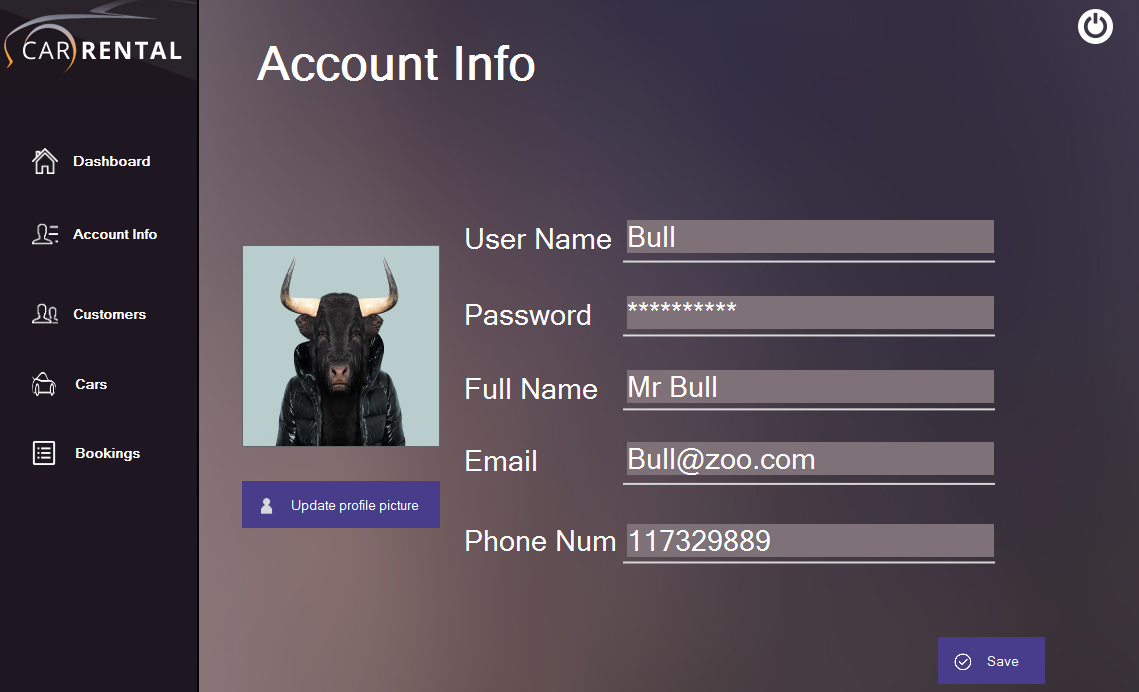 CAR RENTAL
Account Info
Dashboard
Account Info
Customers
Cars
Bookings
Update profile picture
User Name Bull
Password **********
Full Name Mr Bull
Email Bull@zoo.com
Phone Num 117329889
Save